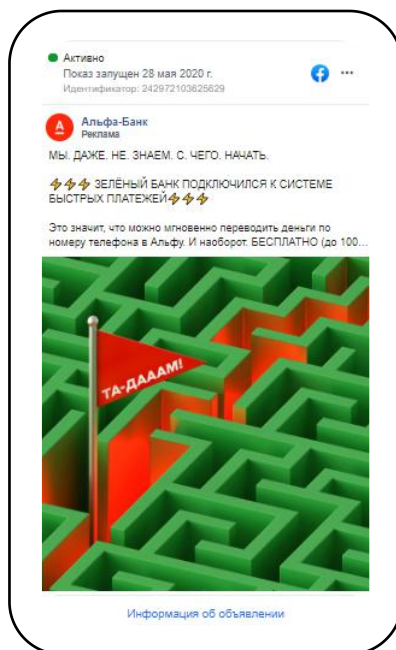 Активно
Показ запущен 28 мая 2020 г.
Идентификатор: 242972103625629
Альфа-Банк
Реклама
МЫ. ДАЖЕ. НЕ. ЗНАЕМ. С. ЧЕГО. НАЧАТЬ.
⚡⚡⚡ ЗЕЛЁНЫЙ БАНК ПОДКЛЮЧИЛСЯ К СИСТЕМЕ
БЫСТРЫХ ПЛАТЕЖЕЙ⚡⚡⚡
Это значит, что можно мгновенно переводить деньги по
номеру телефона в Альфу. И наоборот. БЕСПЛАТНО (до 100...
ТА-ДАААМ!
Информация об объявлении